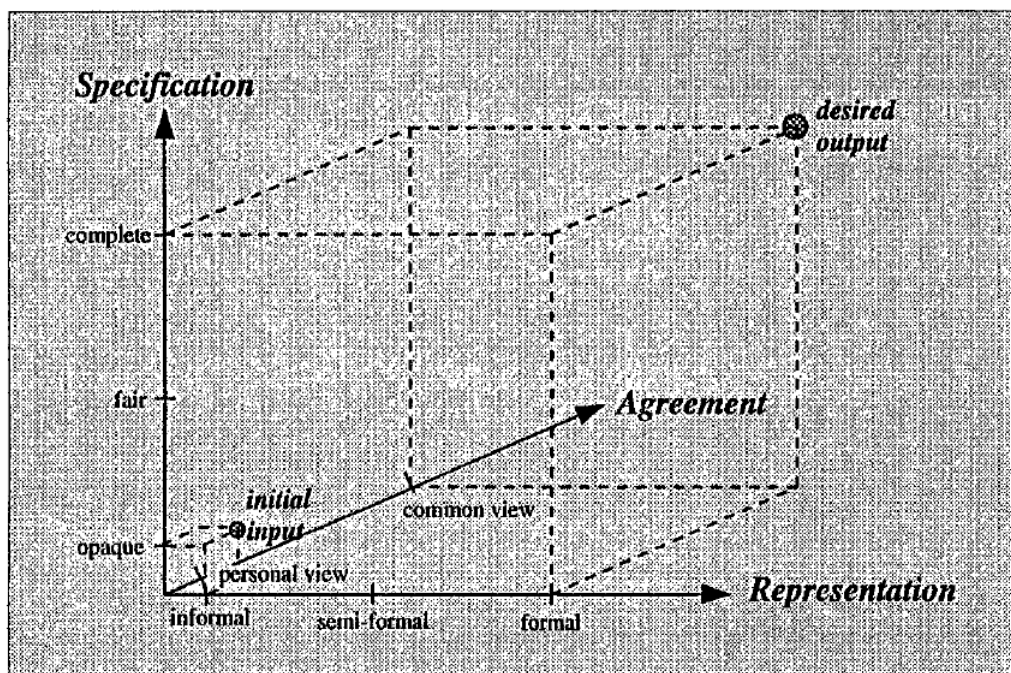 Specification
desired
output
complete
fair
Agreement
initial
input
common view
opaque
personal view
Representation
informal
semi-formal
formal